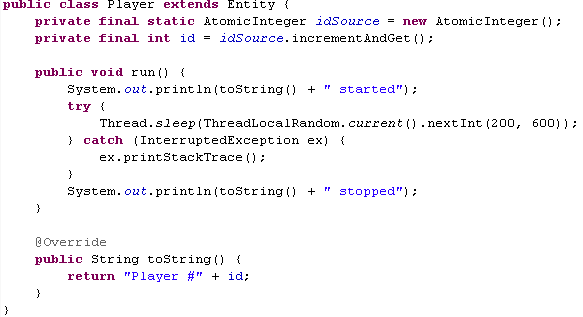 public class Player extends Entity {
    private final static AtomicInteger idSource = new AtomicInteger();
    private final int id = idSource.incrementAndGet();

    public void run() {
        System.out.println(toString() + " started");
        try {
            Thread.sleep(ThreadLocalRandom.current().nextInt(200, 600));
        } catch (InterruptedException ex) {
            ex.printStackTrace();
        }
        System.out.println(toString() + " stopped");
    }

    @Override
    public String toString() {
        return "Player #" + id;
    }
}